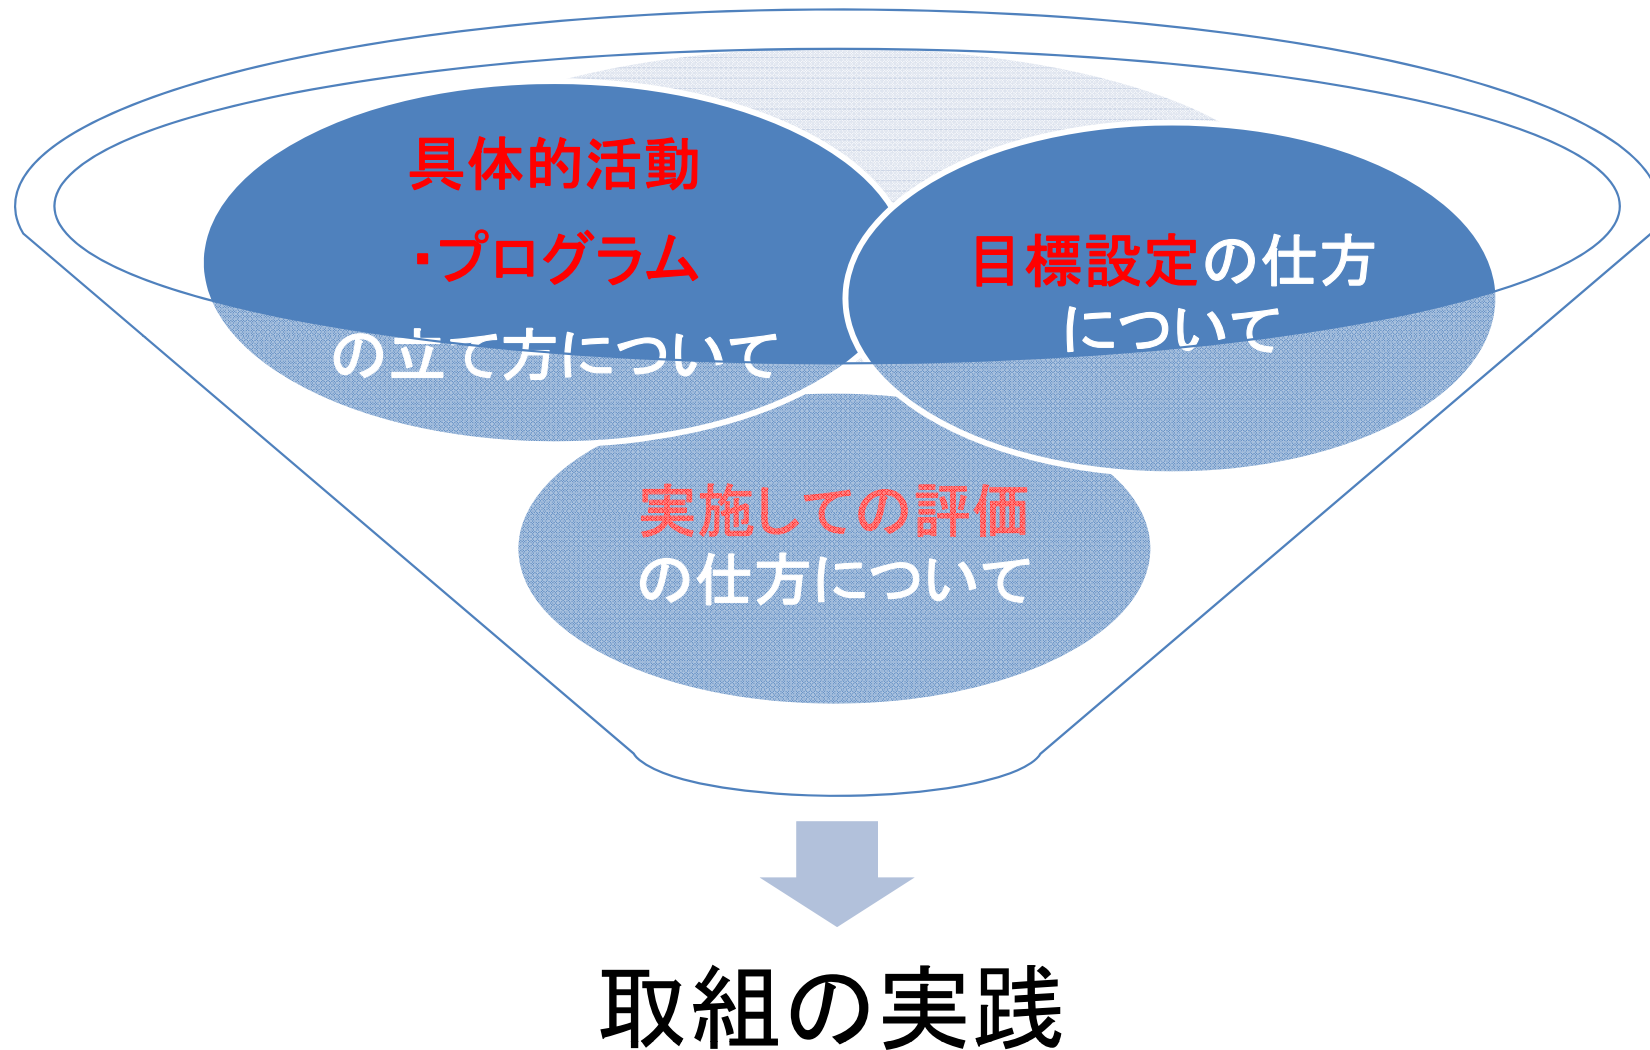 具体的活動
・プログラム
の立て方について
目標設定の仕方
について
実施しての評価
の仕方について
取組の実践